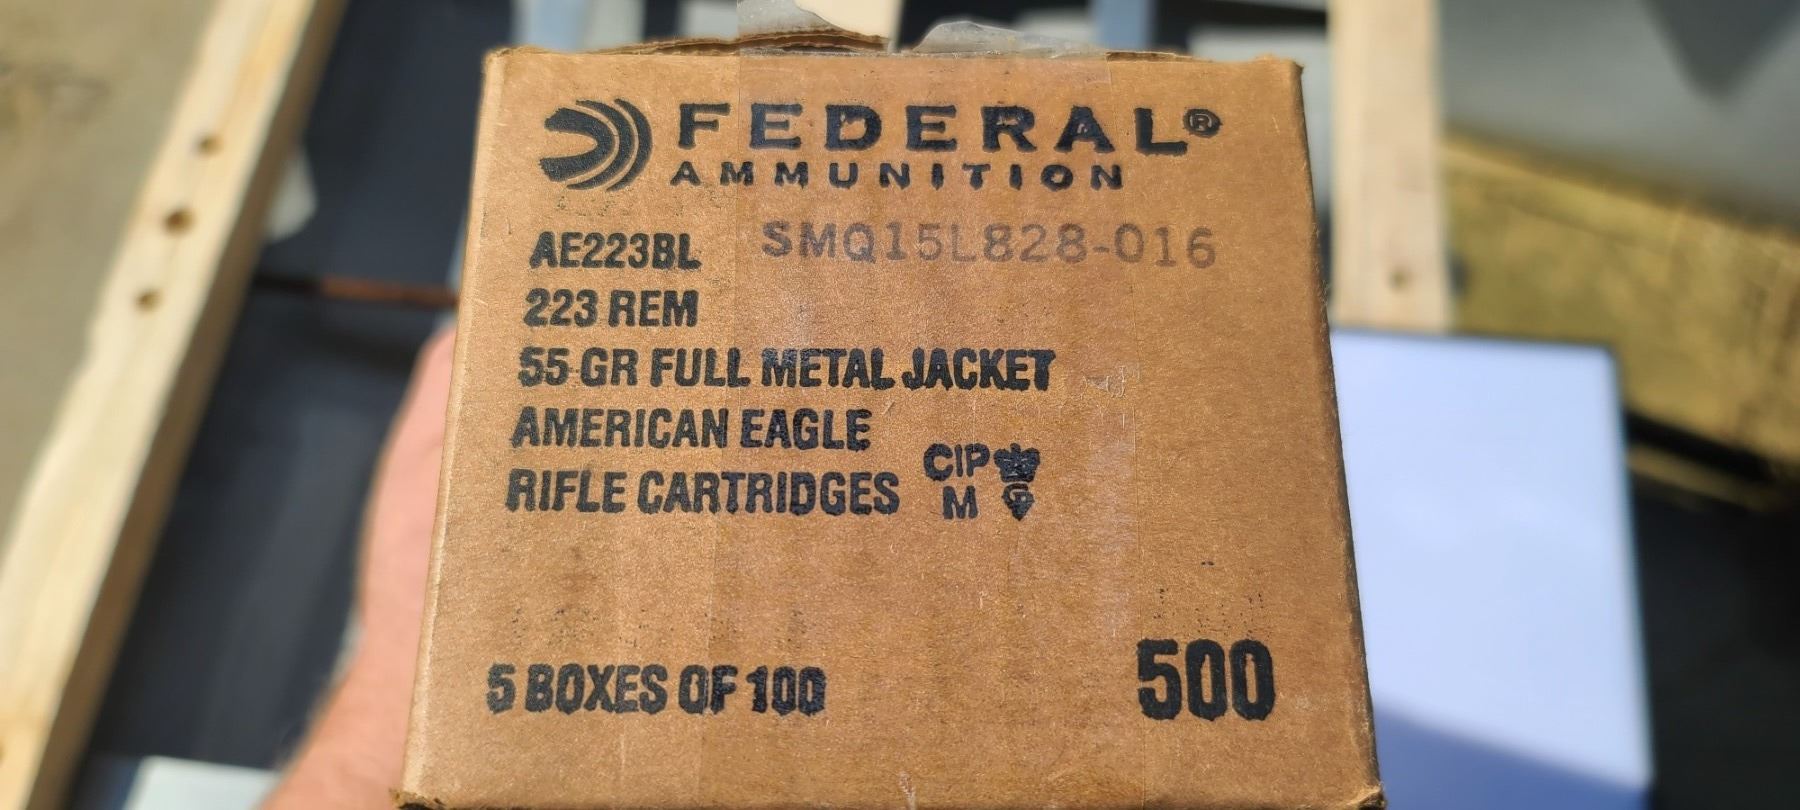 FEDERAL®
AMMUNITION
AE223BL SMQ15L828-016
223 REM
55 GR FULL METAL JACKET
AMERICAN EAGLE
RIFLE CARTRIDGES CIP
M G
5 BOXES OF 100 500